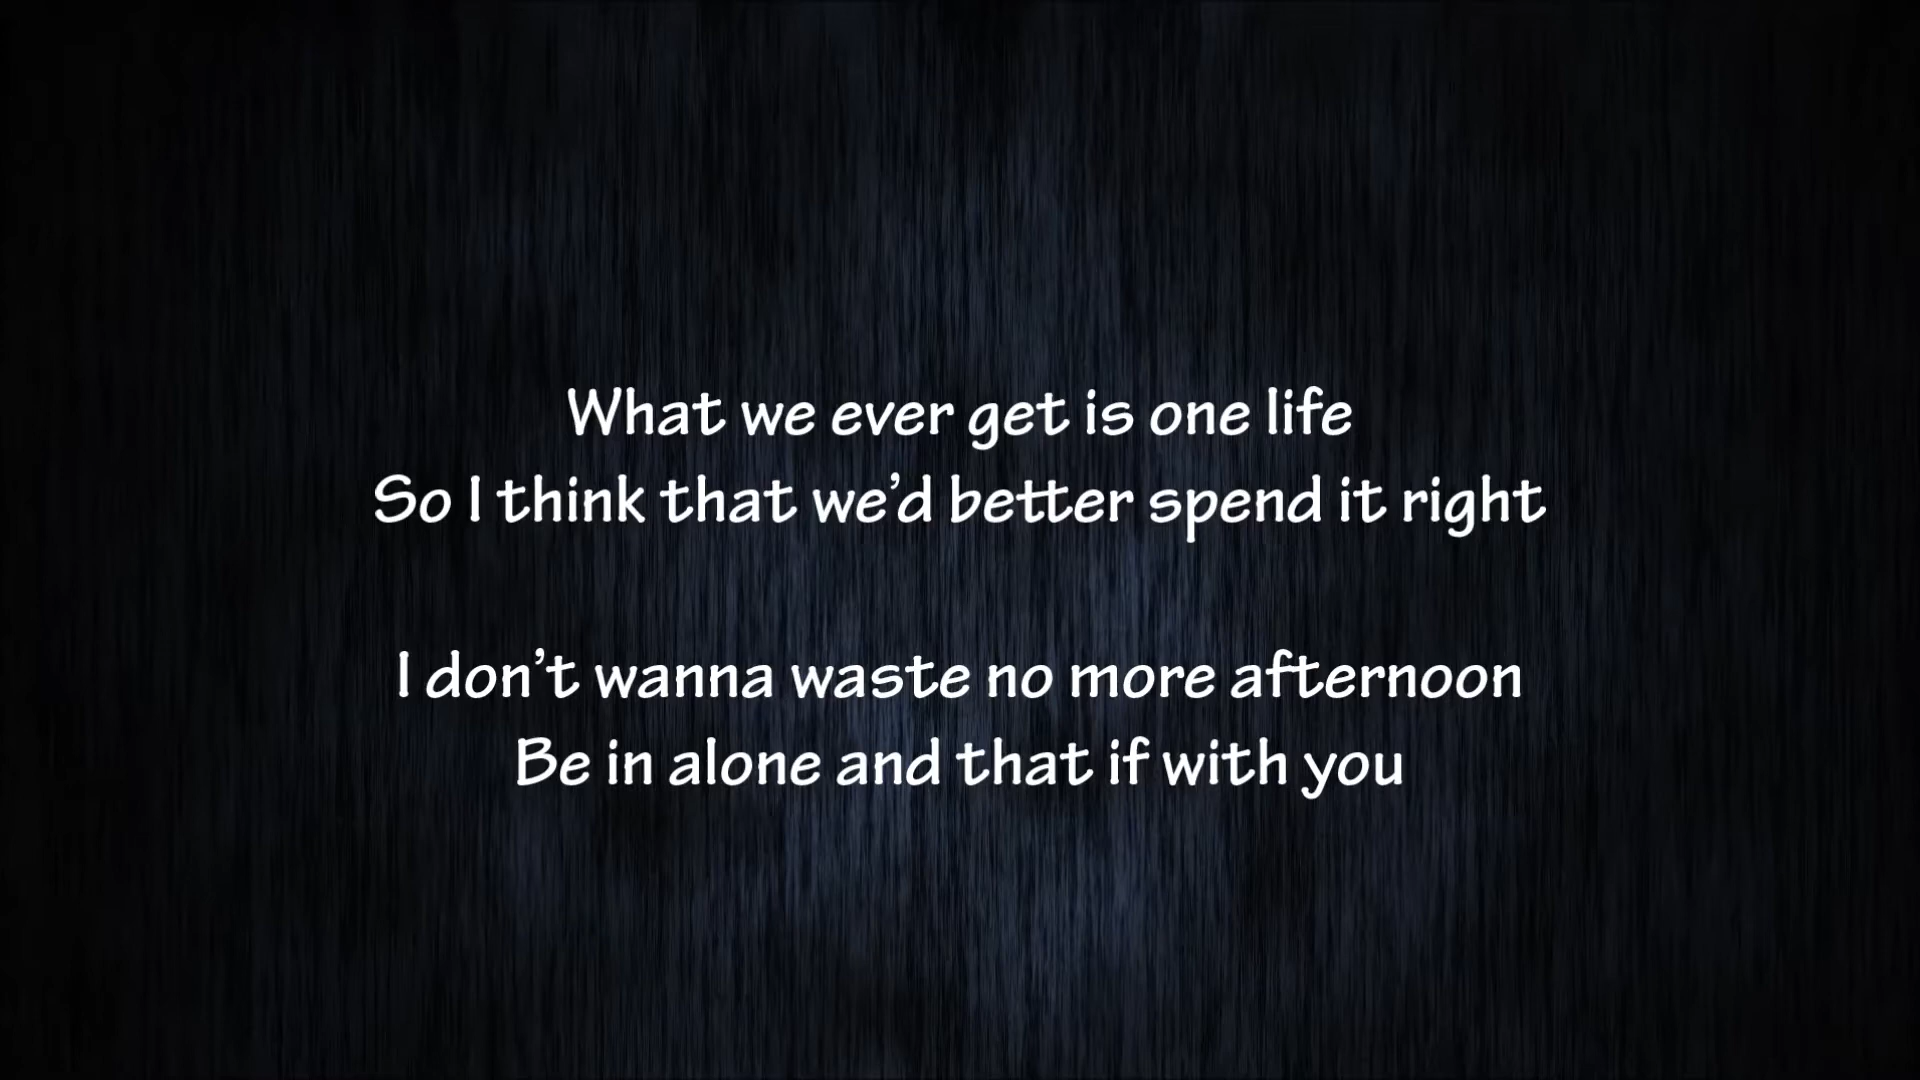 What we ever get is one life
So I think that we’d better spend it right
I don’t wanna waste no more afternoon
Be in alone and that if with you